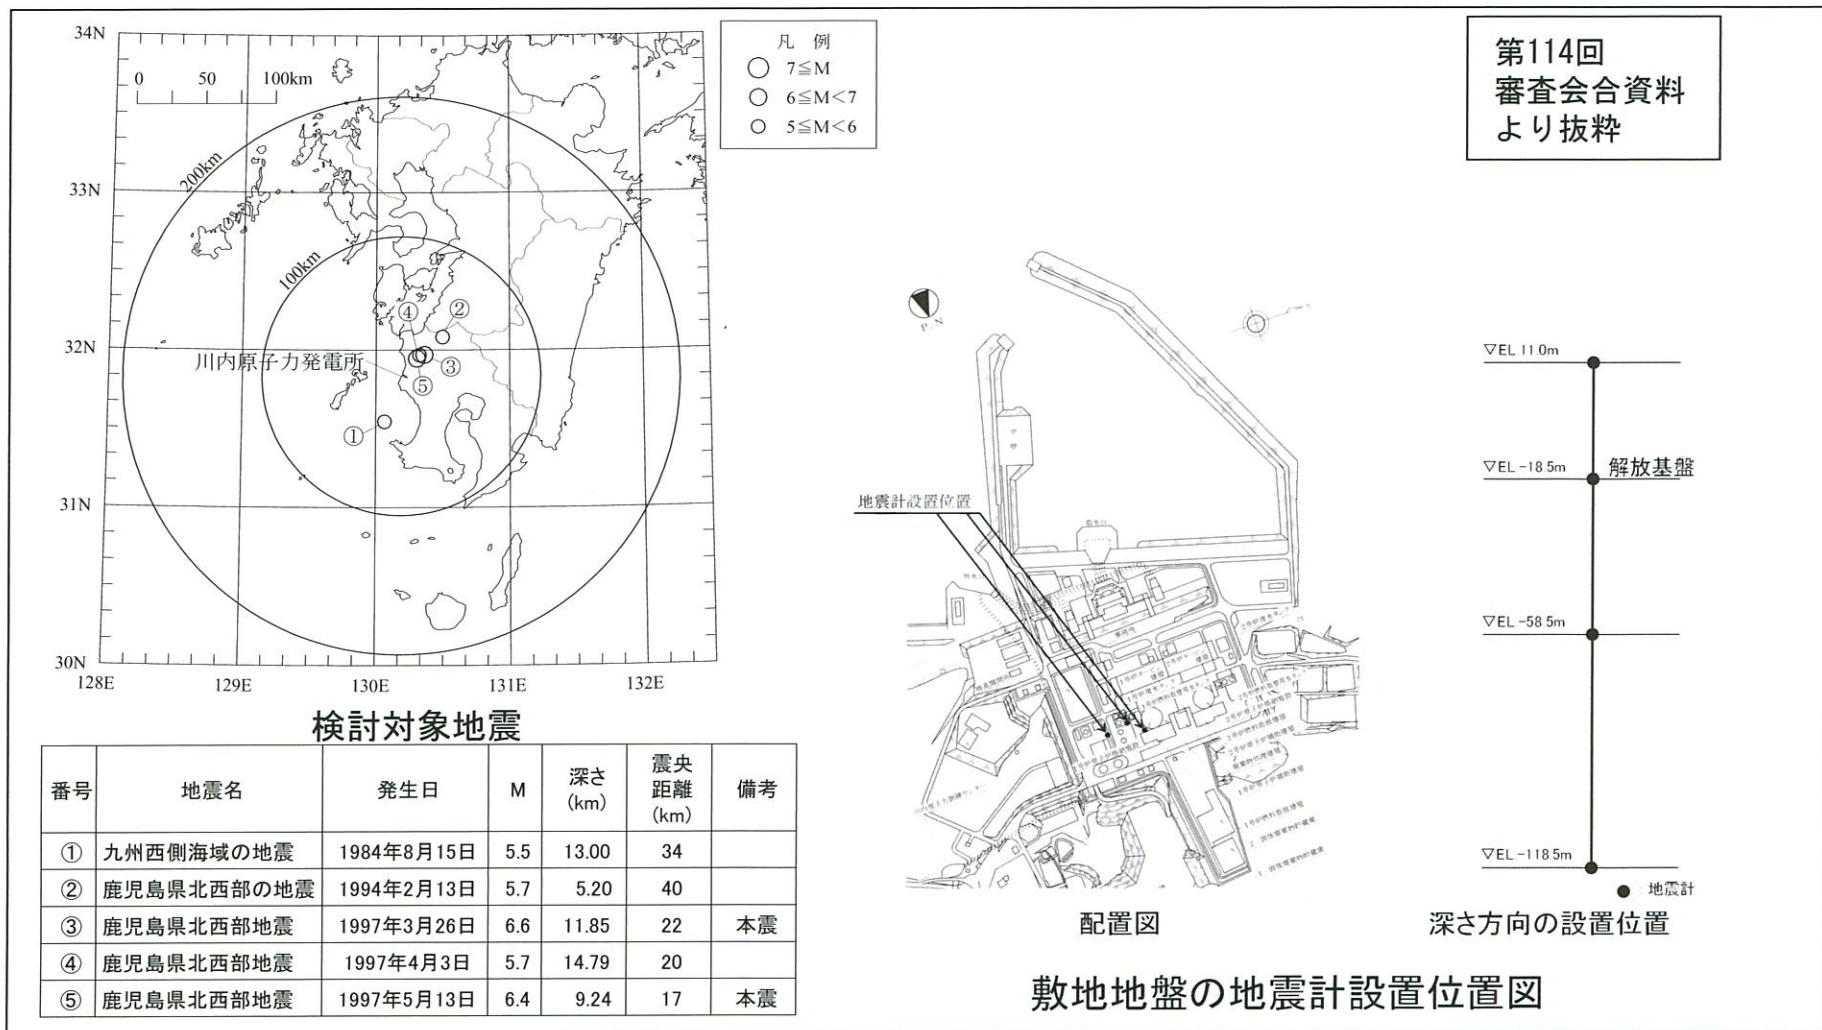 第114回
審査会合資料
より抜粋
34N
33N
32N
31N
30N
128E
129E
130E
131E
132E
0 50 100km
200km
100km
凡 例
7≦M
6≦M<7
5≦M<6
④
②
川内原子力発電所
③
⑤
①
検討対象地震
番号 地震名 発生日 M 深さ(km) 震央距離(km) 備考
① 九州西側海域の地震 1984年8月15日 5.5 13.00 34
② 鹿児島県北西部の地震 1994年2月13日 5.7 5.20 40
③ 鹿児島県北西部地震 1997年3月26日 6.6 11.85 22 本震
④ 鹿児島県北西部地震 1997年4月3日 5.7 14.79 20
⑤ 鹿児島県北西部地震 1997年5月13日 6.4 9.24 17 本震
P.N
地震計設置位置
配置図
▽EL 11.0m
▽EL -18.5m 解放基盤
▽EL -58.5m
▽EL -118.5m
● : 地震計
深さ方向の設置位置
敷地地盤の地震計設置位置図